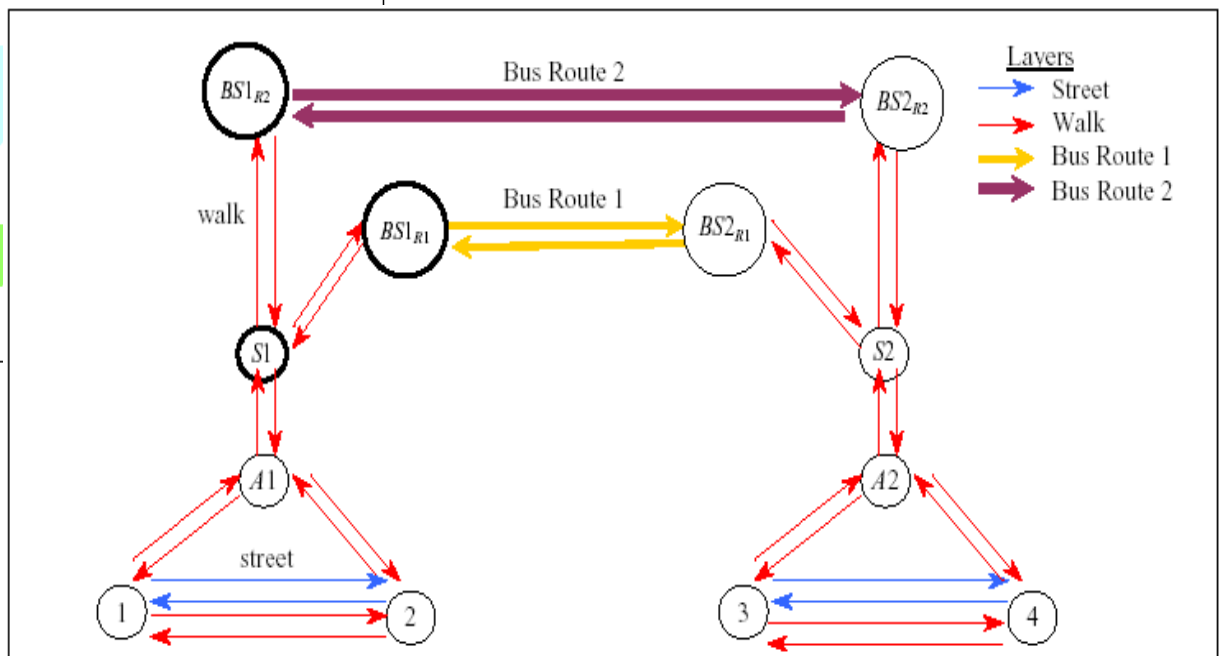 Bus Route 2
Layers
Street
Walk
Bus Route 1
Bus Route 2
BS1R2
BS2R2
walk
Bus Route 1
BS1R1
BS2R1
S1
S2
A1
A2
street
1
2
3
4